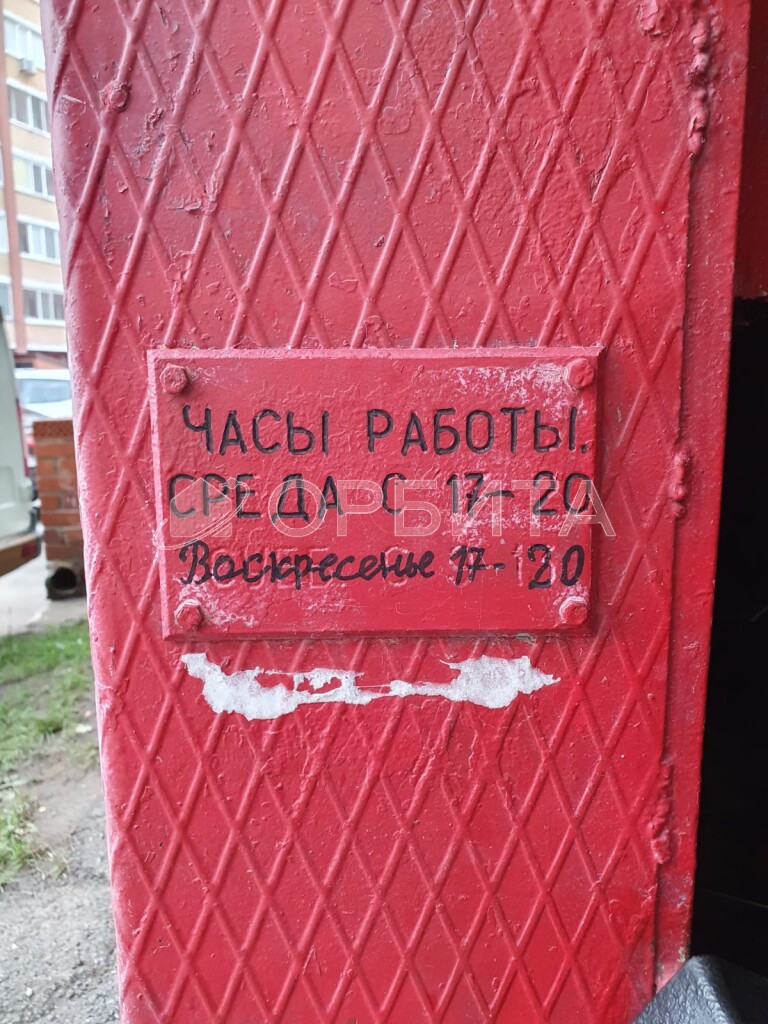 ЧАСЫ РАБОТЫ.
СРЕДА С 17-20
Воскресенье 17-20
ОРБИТА